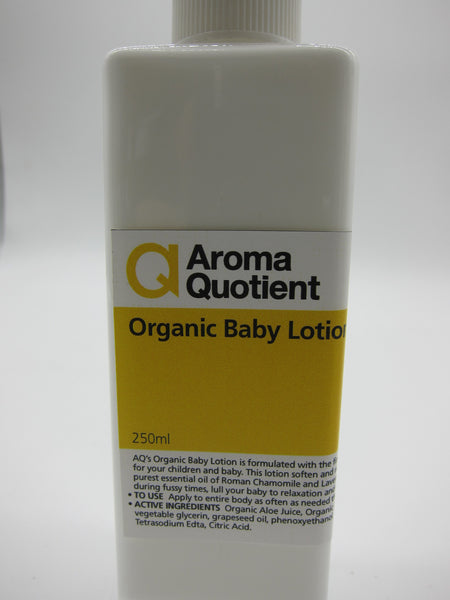 Aroma
Quotient
Organic Baby Lotion
250ml
AQ's Organic Baby Lotion is formulated with the
for your children and baby. This lotion soften and
purest essential oil of Roman Chamomile and
during fussy times, lull your baby to relaxation and
• TO USE Apply to entire body as often as needed
• ACTIVE INGREDIENTS Organic Aloe Juice, Organic
vegetable glycerin, grapeseed oil, phenoxyethanol
Tetrasodium Edta, Citric Acid.